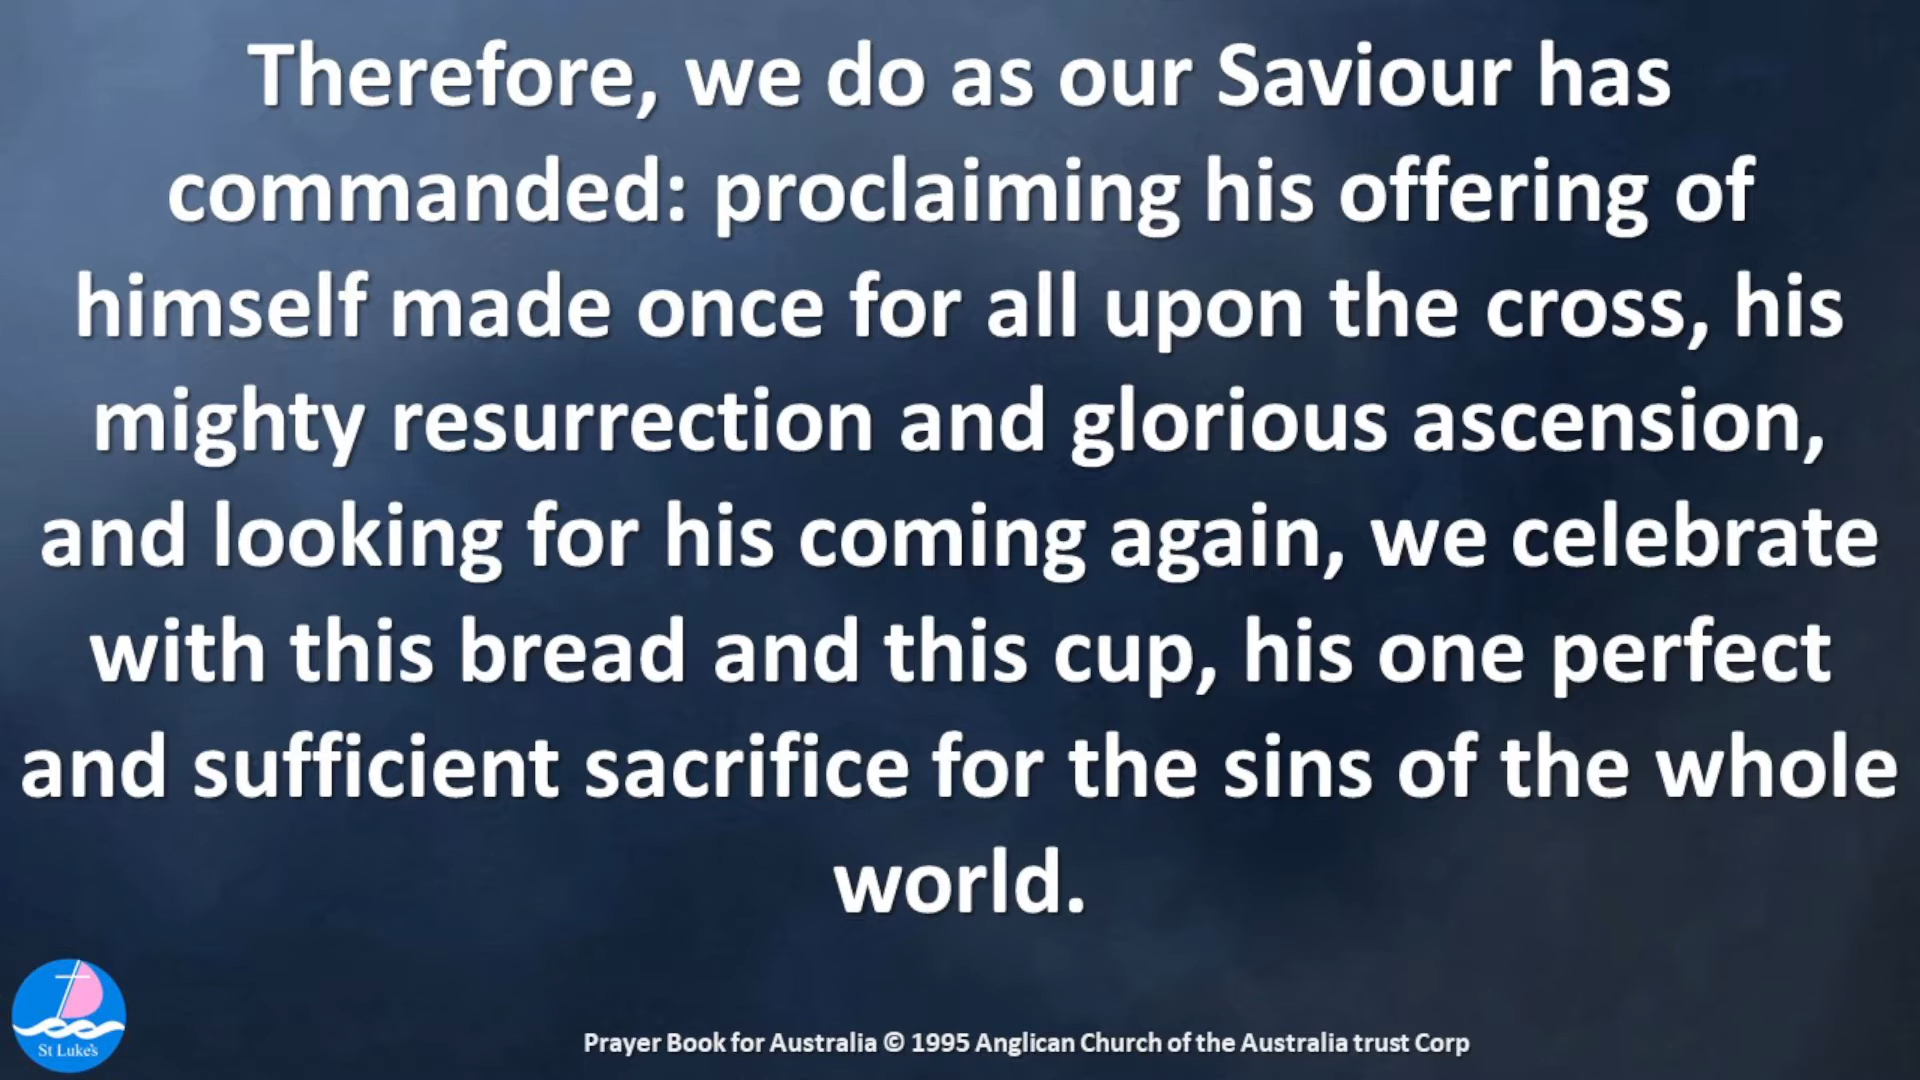 Therefore, we do as our Saviour has
commanded: proclaiming his offering of
himself made once for all upon the cross, his
mighty resurrection and glorious ascension,
and looking for his coming again, we celebrate
with this bread and this cup, his one perfect
and sufficient sacrifice for the sins of the whole
world.
St Luke's
Prayer Book for Australia © 1995 Anglican Church of the Australia trust Corp